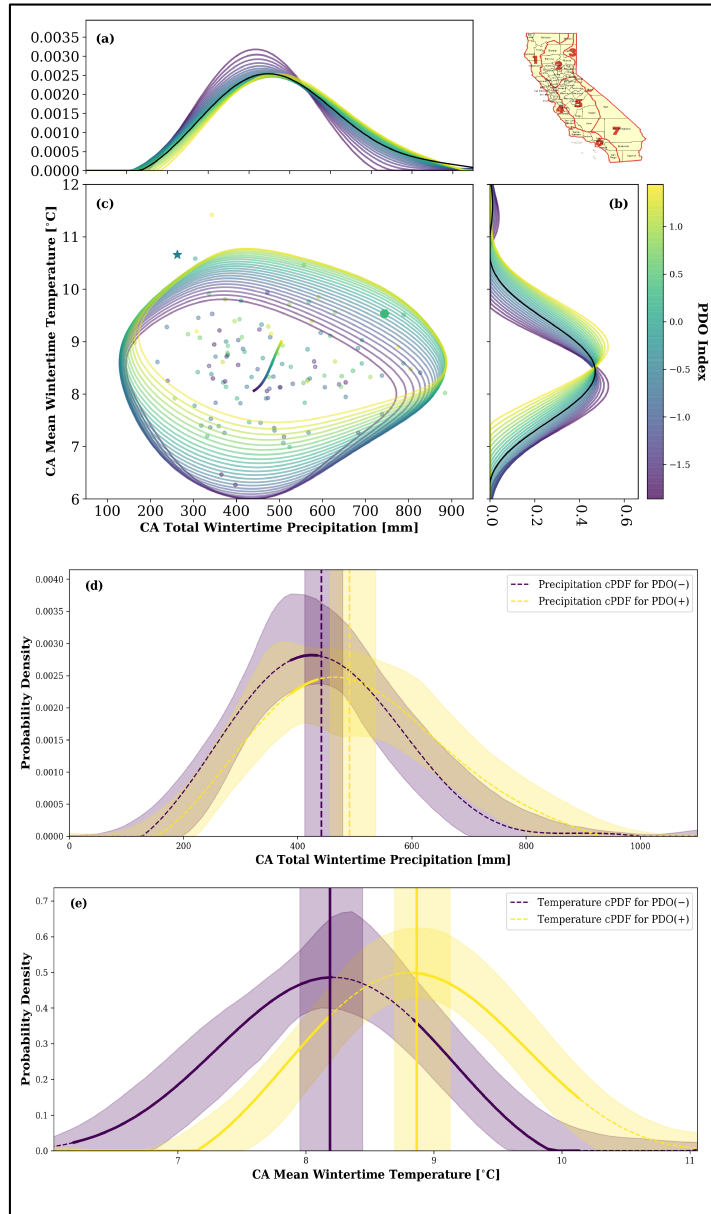 (a)
0.0035
0.0030
0.0025
0.0020
0.0015
0.0010
0.0005
0.0000
1
2
3
4
5
6
7
CA Mean Wintertime Temperature [°C]
12
11
10
9
8
7
6
(c)
100 200 300 400 500 600 700 800 900
CA Total Wintertime Precipitation [mm]
(b)
0.0 0.2 0.4 0.6
PDO Index
1.0
0.5
0.0
−0.5
−1.0
−1.5
(d)
Precipitation cPDF for PDO(−)
Precipitation cPDF for PDO(+)
Probability Density
0.0040
0.0035
0.0030
0.0025
0.0020
0.0015
0.0010
0.0005
0.0000
0 200 400 600 800 1000
CA Total Wintertime Precipitation [mm]
(e)
Temperature cPDF for PDO(−)
Temperature cPDF for PDO(+)
Probability Density
0.7
0.6
0.5
0.4
0.3
0.2
0.1
0.0
7 8 9 10 11
CA Mean Wintertime Temperature [°C]